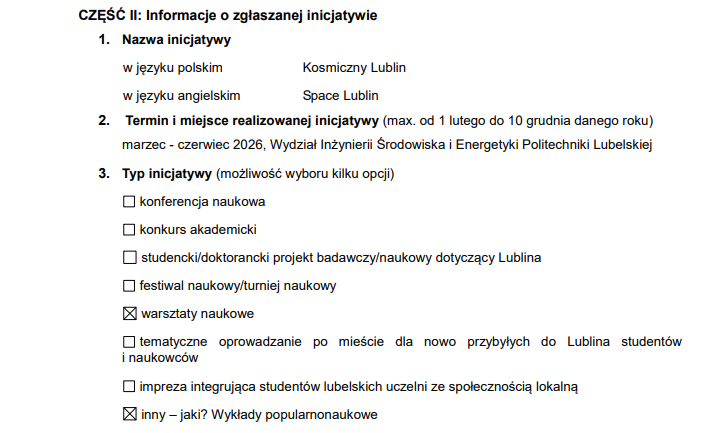 CZĘŚĆ II: Informacje o zgłaszanej inicjatywie
1. Nazwa inicjatywy
w języku polskim Kosmiczny Lublin
w języku angielskim Space Lublin
2. Termin i miejsce realizowanej inicjatywy (max. od 1 lutego do 10 grudnia danego roku)
marzec - czerwiec 2026, Wydział Inżynierii Środowiska i Energetyki Politechniki Lubelskiej
3. Typ inicjatywy (możliwość wyboru kilku opcji)
☐ konferencja naukowa
☐ konkurs akademicki
☐ studencki/doktorancki projekt badawczy/naukowy dotyczący Lublina
☐ festiwal naukowy/turniej naukowy
☒ warsztaty naukowe
☐ tematyczne oprowadzanie po mieście dla nowo przybyłych do Lublina studentów
i naukowców
☐ impreza integrująca studentów lubelskich uczelni ze społecznością lokalną
☒ inny – jaki? Wykłady popularnonaukowe